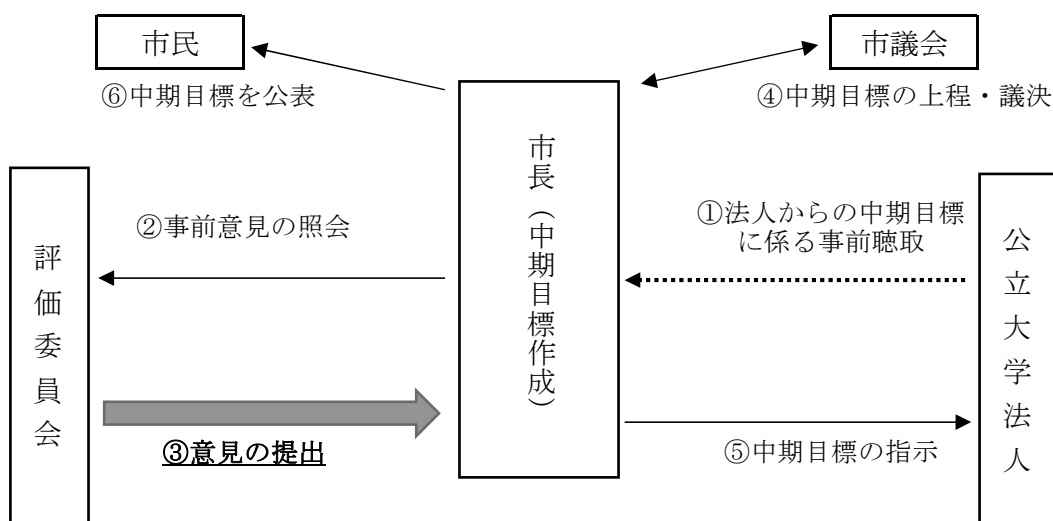 市民
市議会
⑥中期目標を公表
④中期目標の上程・議決
市長（中期目標作成）
評価委員会
②事前意見の照会
①法人からの中期目標
に係る事前聴取
公立大学法人
③意見の提出
⑤中期目標の指示